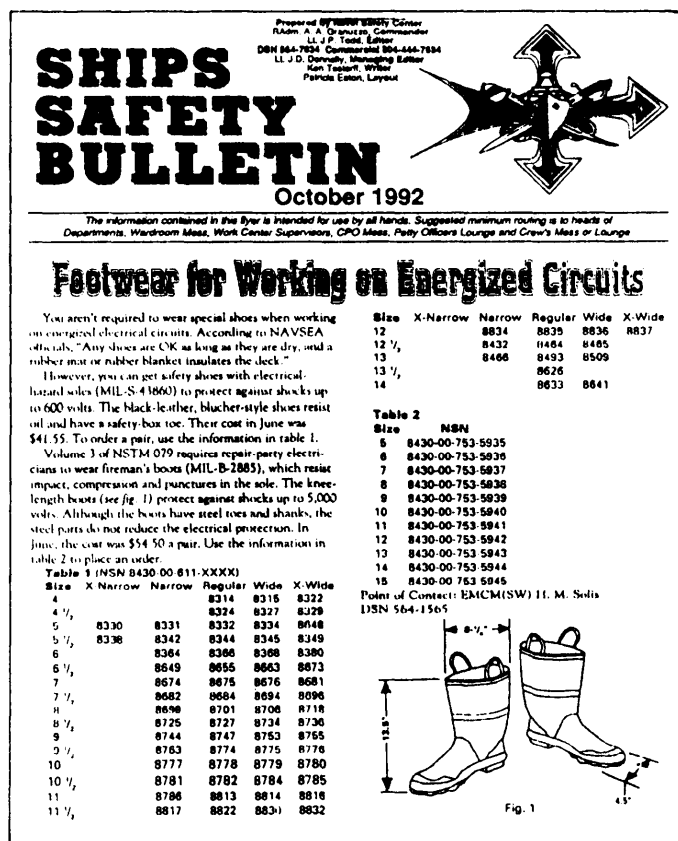 Prepared by Naval Safety Center
RAdm. A. A. Granuzzo, Commander
Lt. J.P. Todd, Editor
DSN 564-7634 Commercial 804-444-7634
Lt. J.D. Donnelly, Managing Editor
Ken Testorff, Writer
Patricia Eaton, Layout
SHIPS
SAFETY
BULLETIN
October 1992
The information contained in this flyer is intended for use by all hands. Suggested minimum routing is to heads of
Departments, Wardroom Mess, Work Center Supervisors, CPO Mess, Petty Officers Lounge and Crew's Mess or Lounge
Footwear for Working on Energized Circuits
You aren't required to wear special shoes when working
on energized electrical circuits. According to NAVSEA
officials, "Any shoes are OK as long as they are dry, and a
rubber mat or rubber blanket insulates the deck."
However, you can get safety shoes with electrical-
hazard soles (MIL-S-43860) to protect against shocks up
to 600 volts. The black-leather, blucher-style shoes resist
oil and have a safety-box toe. Their cost in June was
$41.55. To order a pair, use the information in table 1.
Volume 3 of NSTM 079 requires repair-party electri-
cians to wear fireman's boots (MIL-B-2885), which resist
impact, compression and punctures in the sole. The knee-
length boots (see fig. 1) protect against shocks up to 5,000
volts. Although the boots have steel toes and shanks, the
steel parts do not reduce the electrical protection. In
June, the cost was $54.50 a pair. Use the information in
table 2 to place an order.
Table 1 (NSN 8430-00-611-XXXX)
Size X-Narrow Narrow Regular Wide X-Wide
4 8314 8315 8322
4 1/2 8324 8327 8329
5 8330 8331 8332 8334 8648
5 1/2 8338 8342 8344 8345 8349
6 8364 8366 8368 8380
6 1/2 8649 8655 8663 8873
7 8674 8675 8676 8681
7 1/2 8682 8684 8694 8696
8 8699 8701 8706 8718
8 1/2 8725 8727 8734 8736
9 8744 8747 8753 8755
9 1/2 8763 8774 8775 8776
10 8777 8778 8779 8780
10 1/2 8781 8782 8784 8785
11 8786 8813 8814 8816
11 1/2 8817 8822 8830 8832
Size X-Narrow Narrow Regular Wide X-Wide
12 8834 8835 8836 8837
12 1/2 8432 8464 8465
13 8466 8493 8509
13 1/2 8626
14 8633 8641
Table 2
Size NSN
5 8430-00-753-5935
6 8430-00-753-5936
7 8430-00-753-5937
8 8430-00-753-5938
9 8430-00-753-5939
10 8430-00-753-5940
11 8430-00-753-5941
12 8430-00-753-5942
13 8430-00-753-5943
14 8430-00-753-5944
15 8430-00-753-5945
Point of Contact: EMCM(SW) H. M. Solis
DSN 564-1565
13.5"
4.5"
Fig. 1